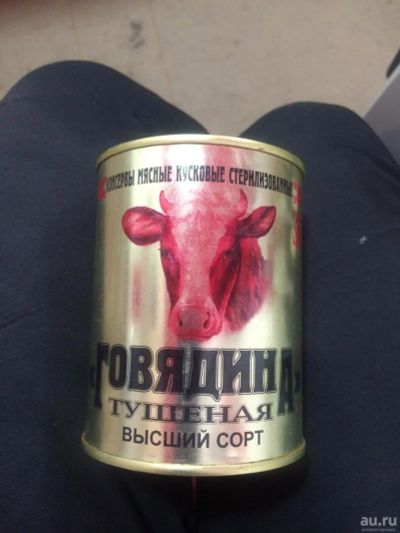 КОНСЕРВЫ МЯСНЫЕ КУСКОВЫЕ СТЕРИЛИЗОВАННЫЕ
«ГОВЯДИНА»
ТУШЕНАЯ
ВЫСШИЙ СОРТ
au.ru